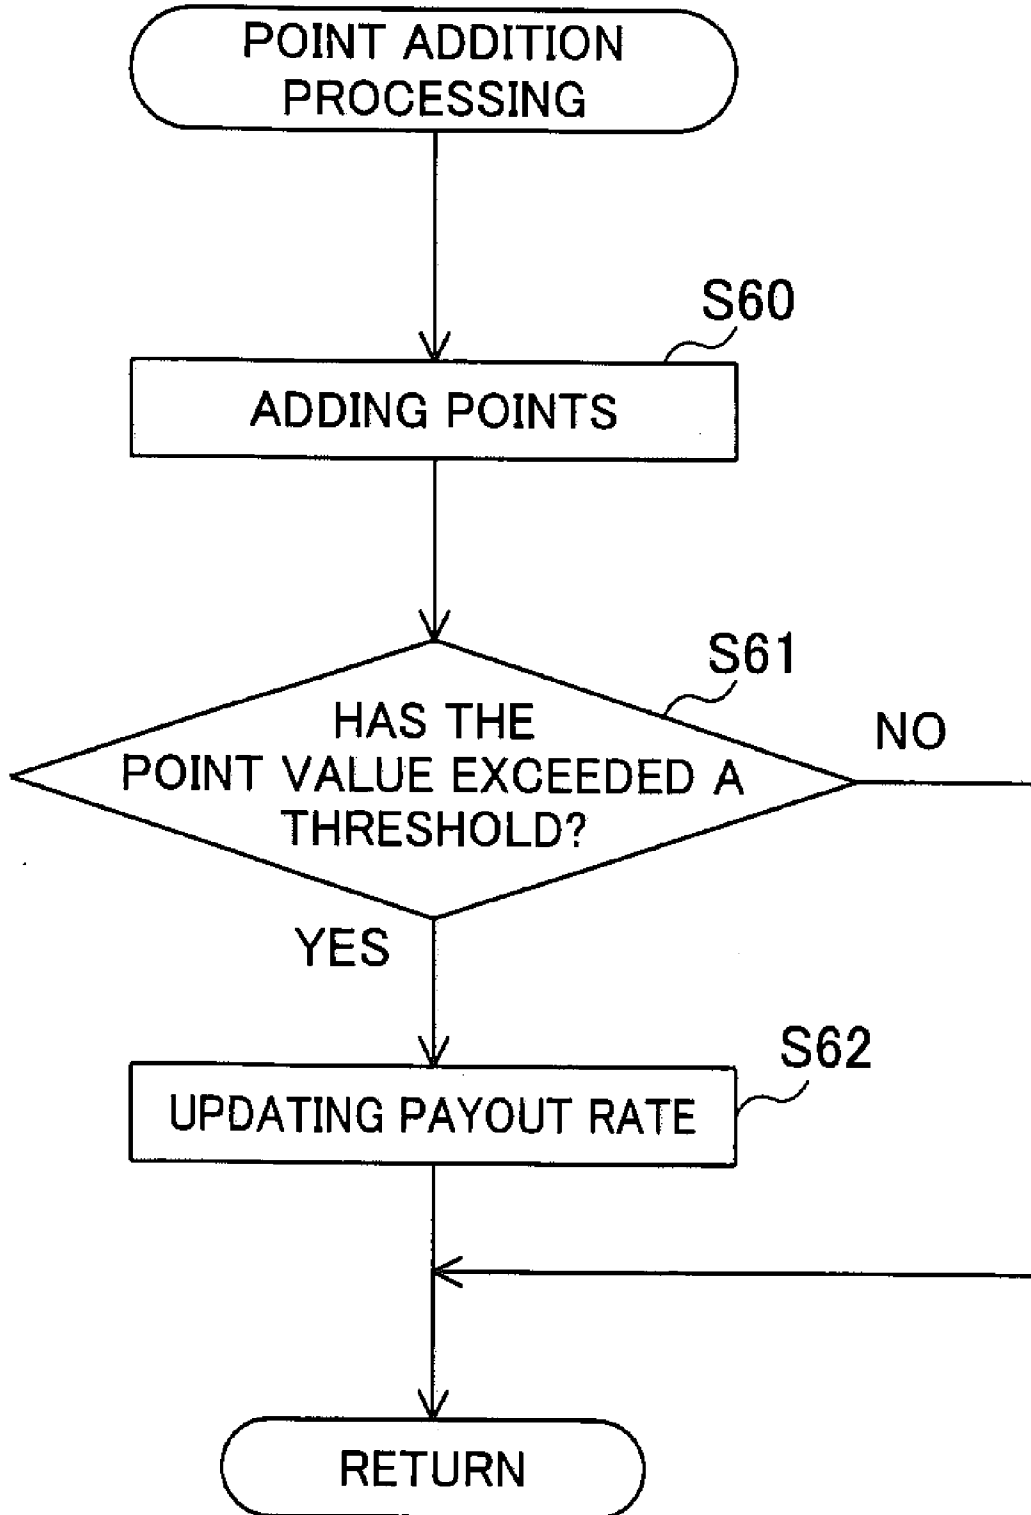 POINT ADDITION
PROCESSING
S60
ADDING POINTS
S61
HAS THE
POINT VALUE EXCEEDED A
THRESHOLD?
NO
YES
S62
UPDATING PAYOUT RATE
RETURN